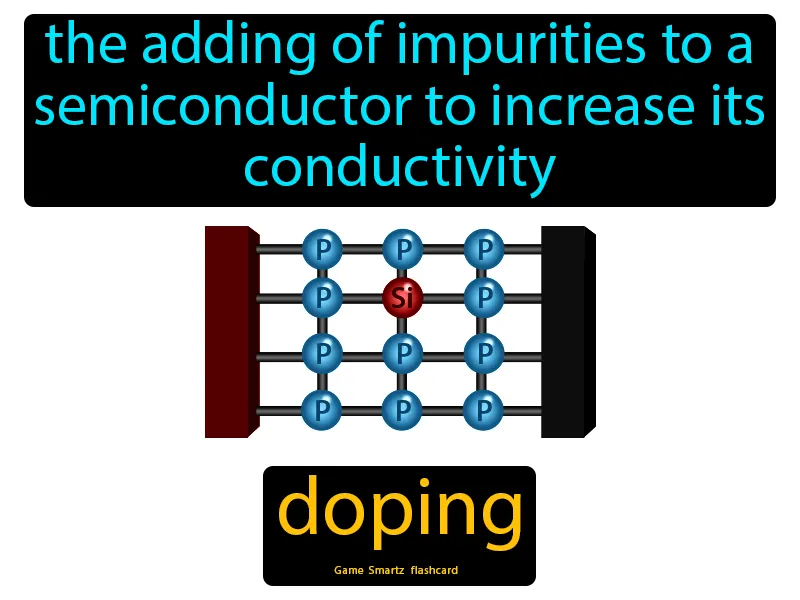 the adding of impurities to a
semiconductor to increase its
conductivity
P P P
P Si P
P P P
P P P
doping
Game Smartz flashcard